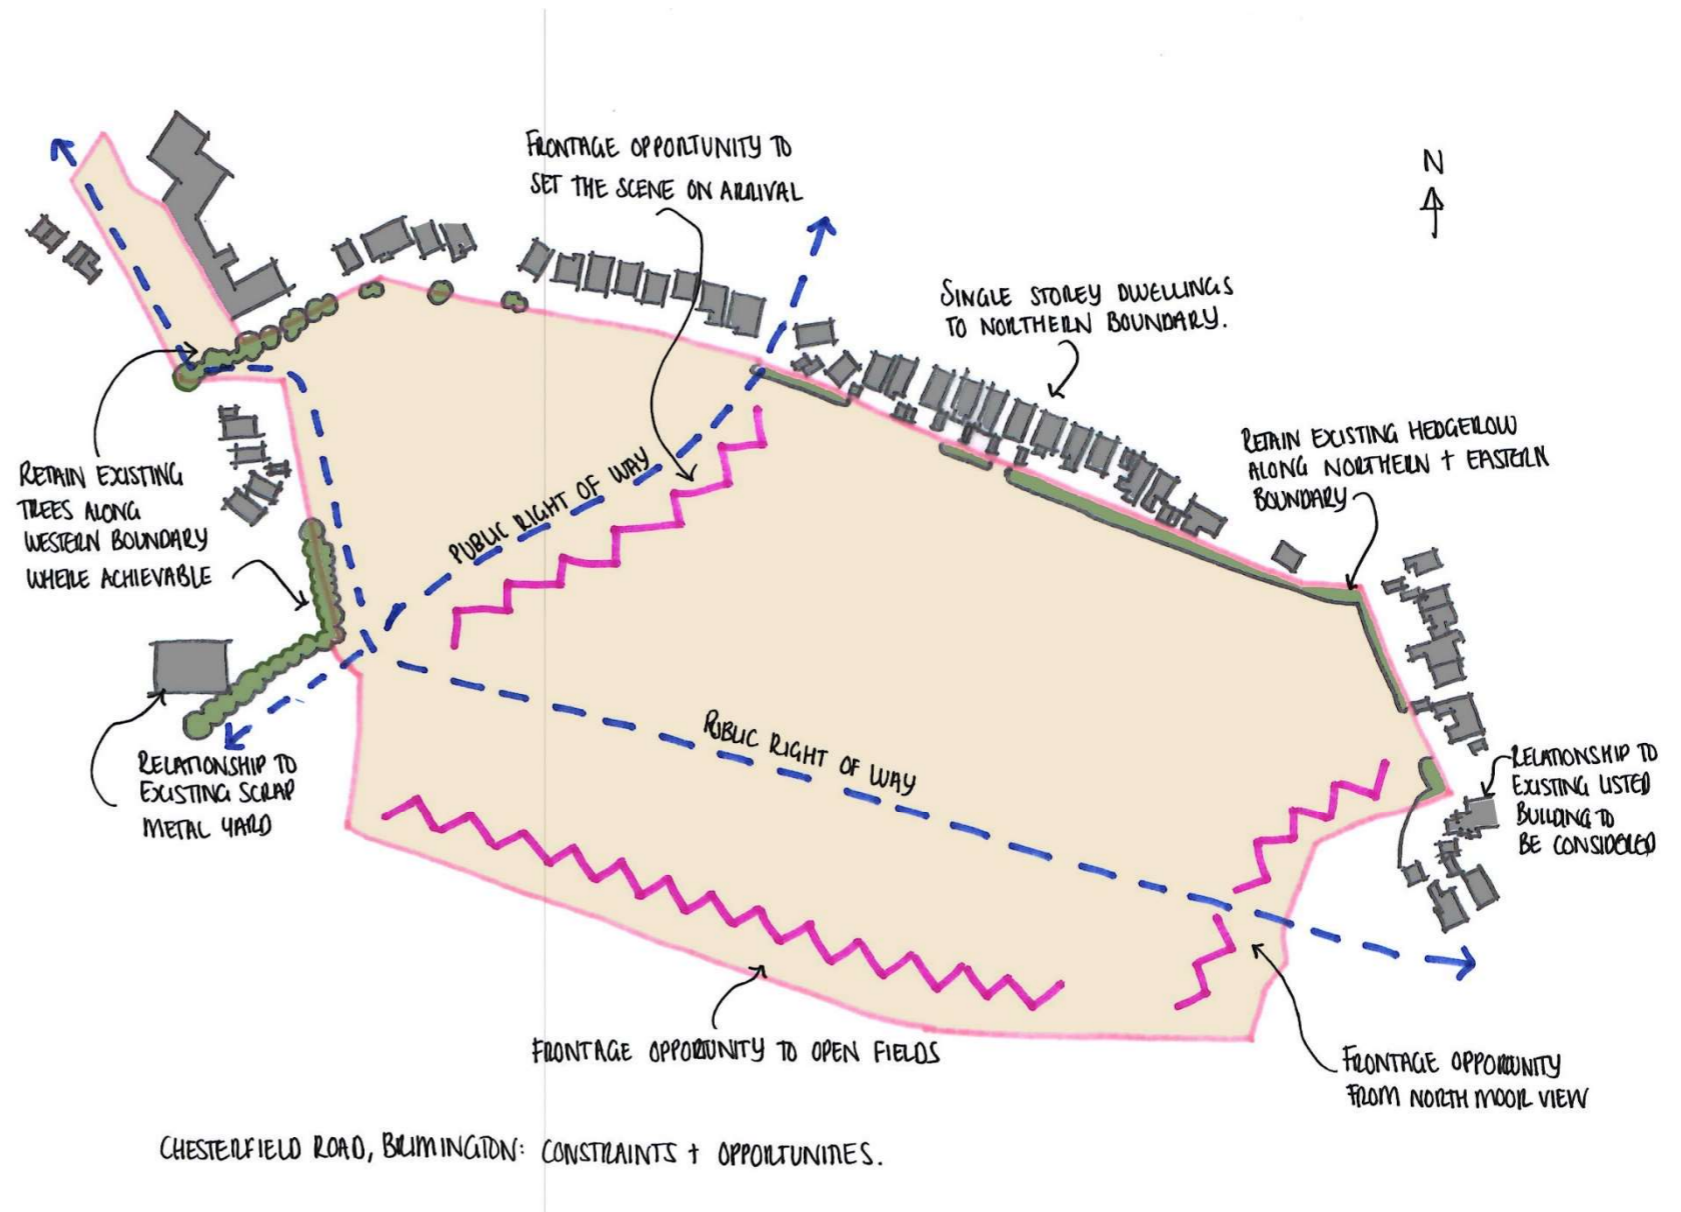 FRONTAGE OPPORTUNITY TO
SET THE SCENE ON ARRIVAL
N
SINGLE STOREY DWELLINGS
TO NORTHERN BOUNDARY.
RETAIN EXISTING HEDGEROW
ALONG NORTHERN + EASTERN
BOUNDARY
RETAIN EXISTING
TREES ALONG
WESTERN BOUNDARY
WHERE ACHIEVABLE
PUBLIC RIGHT OF WAY
PUBLIC RIGHT OF WAY
RELATIONSHIP TO
EXISTING SCRAP
METAL YARD
RELATIONSHIP TO
EXISTING LISTED
BUILDING TO
BE CONSIDERED
FRONTAGE OPPORTUNITY TO OPEN FIELDS
FRONTAGE OPPORTUNITY
FROM NORTH MOOR VIEW
CHESTERFIELD ROAD, BRIMINGTON: CONSTRAINTS + OPPORTUNITIES.